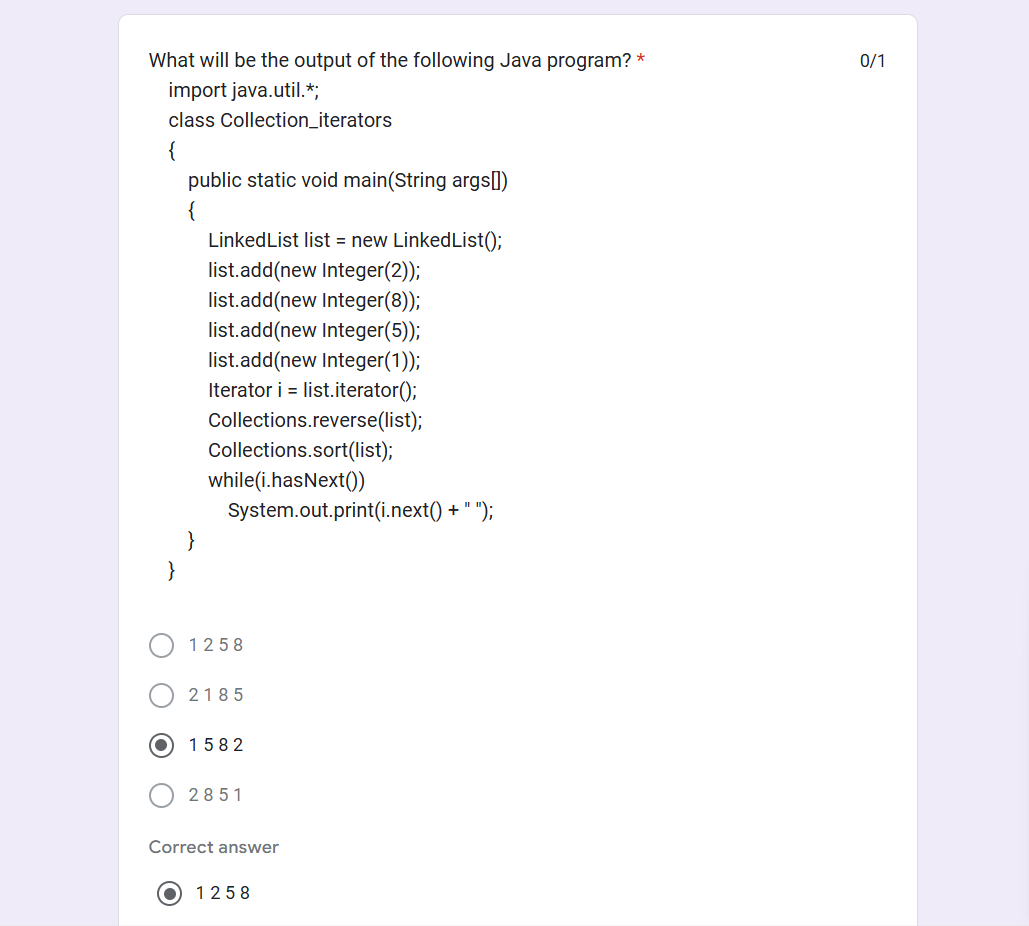 What will be the output of the following Java program? *
0/1
import java.util.*;
class Collection_iterators
{
public static void main(String args[])
{
LinkedList list = new LinkedList();
list.add(new Integer(2));
list.add(new Integer(8));
list.add(new Integer(5));
list.add(new Integer(1));
Iterator i = list.iterator();
Collections.reverse(list);
Collections.sort(list);
while(i.hasNext())
System.out.print(i.next() + " ");
}
}
1 2 5 8
2 1 8 5
1 5 8 2
2 8 5 1
Correct answer
1 2 5 8